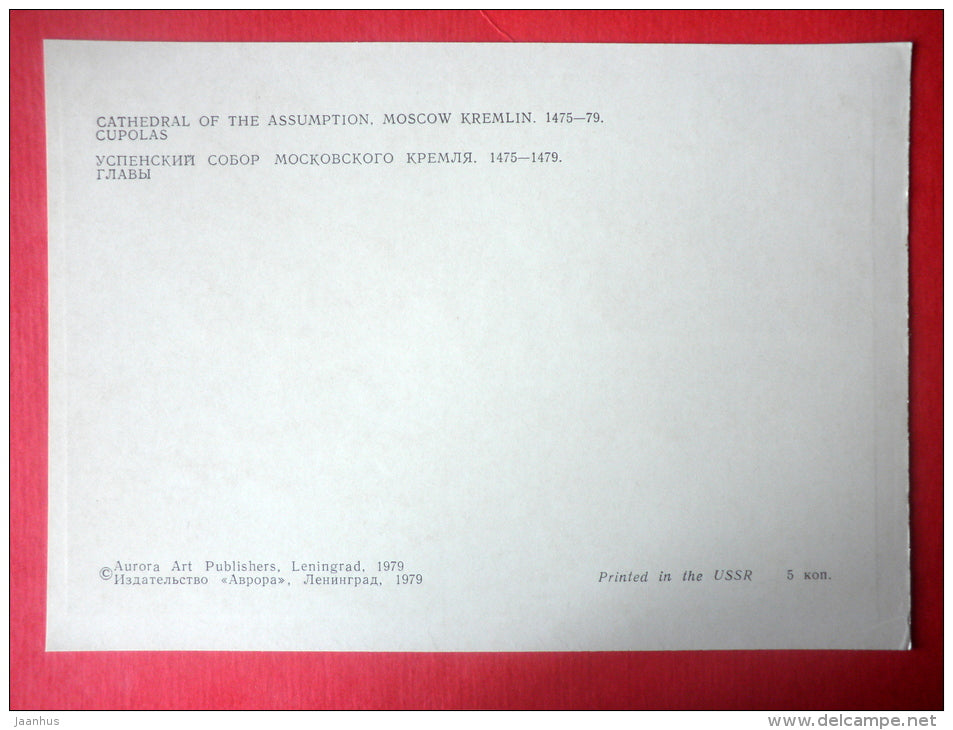 CATHEDRAL OF THE ASSUMPTION, MOSCOW KREMLIN. 1475—79.
CUPOLAS
УСПЕНСКИЙ СОБОР МОСКОВСКОГО КРЕМЛЯ. 1475—1479.
ГЛАВЫ
© Aurora Art Publishers, Leningrad, 1979
Издательство «Аврора», Ленинград, 1979
Printed in the USSR 5 коп.
Jaanhus
www.delcampe.net